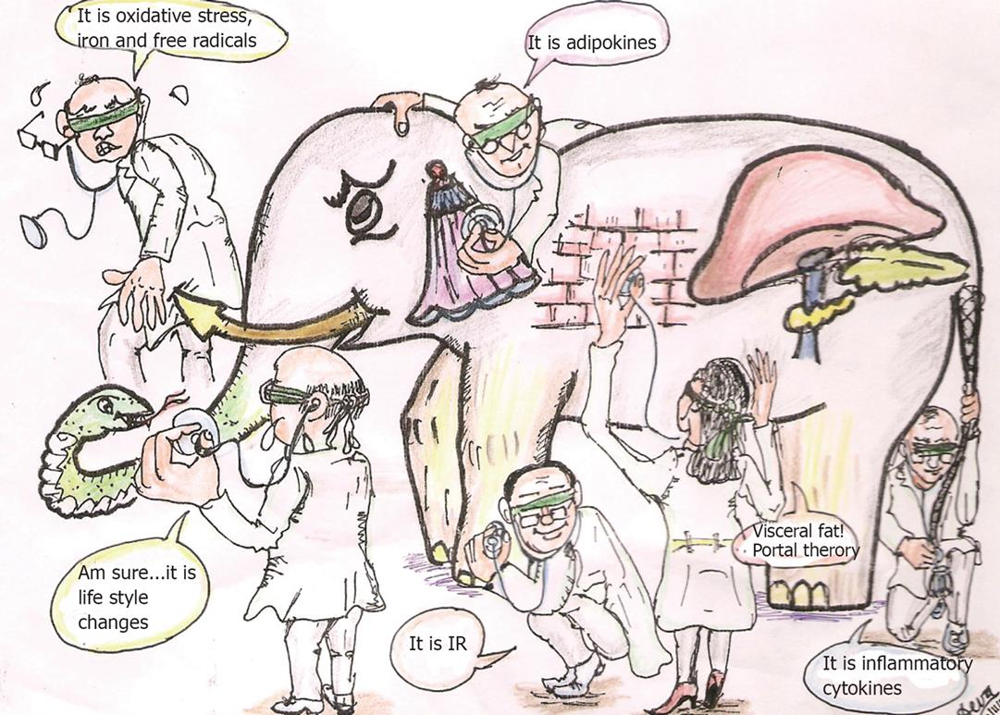 It is oxidative stress,
iron and free radicals
It is adipokines
Am sure...it is
life style
changes
It is IR
Visceral fat!
Portal therory
It is inflammatory
cytokines